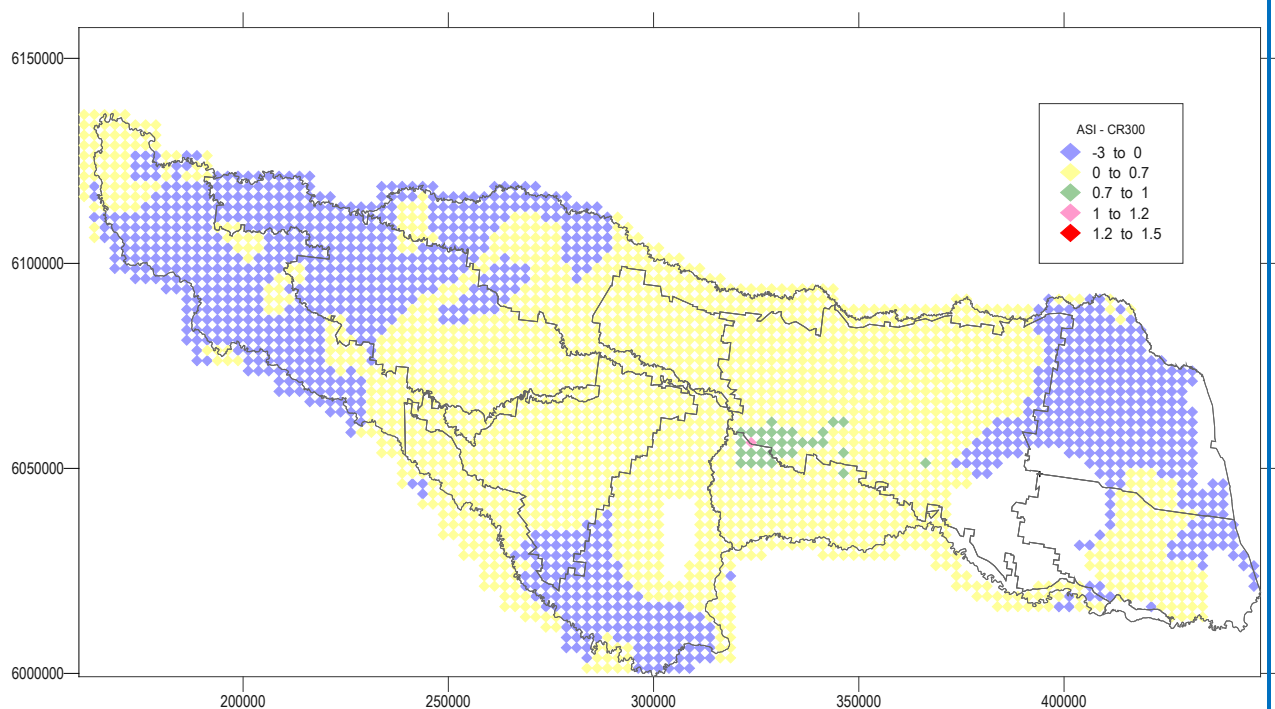 6150000
6100000
6050000
6000000
ASI - CR300
-3 to 0
0 to 0.7
0.7 to 1
1 to 1.2
1.2 to 1.5
200000
250000
300000
350000
400000